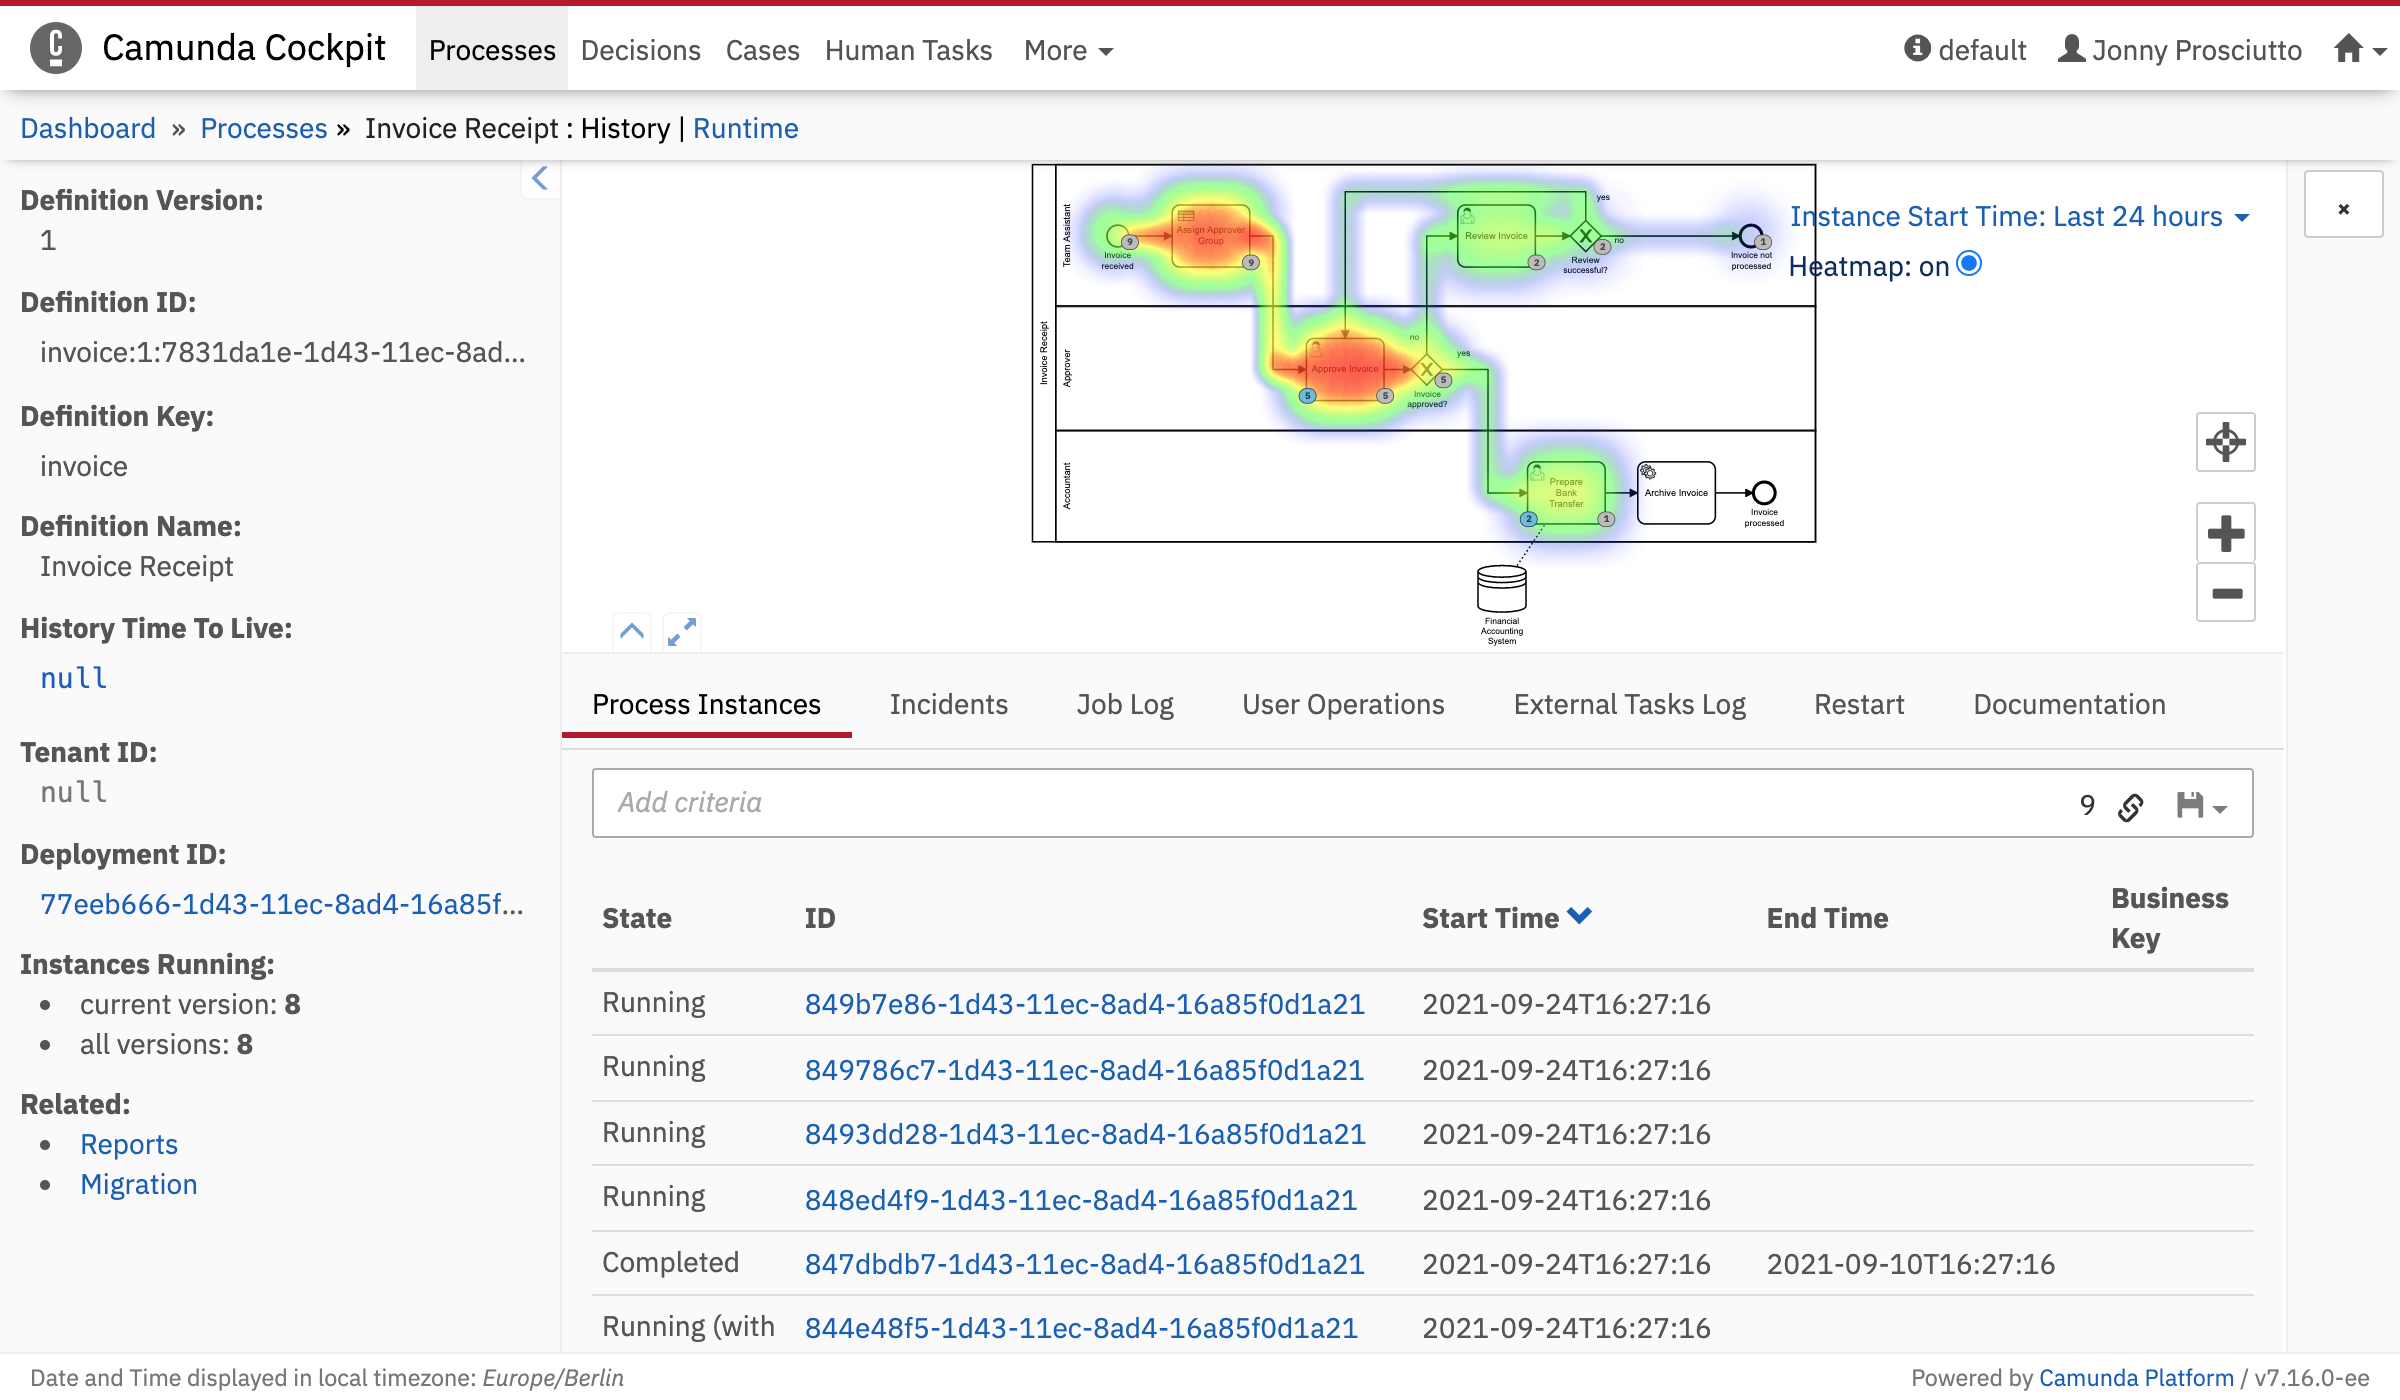 Camunda Cockpit Processes Decisions Cases Human Tasks More default Jonny Prosciutto
Dashboard » Processes » Invoice Receipt : History | Runtime
Definition Version:
1
Definition ID:
invoice:1:7831da1e-1d43-11ec-8ad...
Definition Key:
invoice
Definition Name:
Invoice Receipt
History Time To Live:
null
Tenant ID:
null
Deployment ID:
77eeb666-1d43-11ec-8ad4-16a85f...
Instances Running:
• current version: 8
• all versions: 8
Related:
• Reports
• Migration
Invoice Receipt
Team Assistant
Invoice
received
9
Assign Approver
Group
9
Review Invoice
2
yes
Review
successful?
2
no
Invoice not
processed
1
Instance Start Time: Last 24 hours
Heatmap: on
Approver
Approve Invoice
5
5
no
Invoice
approved?
5
yes
Accountant
Prepare
Bank
Transfer
2
1
Archive Invoice
Invoice
processed
Financial
Accounting
System
Process Instances Incidents Job Log User Operations External Tasks Log Restart Documentation
Add criteria 9
State ID Start Time End Time Business Key
Running 849b7e86-1d43-11ec-8ad4-16a85f0d1a21 2021-09-24T16:27:16
Running 849786c7-1d43-11ec-8ad4-16a85f0d1a21 2021-09-24T16:27:16
Running 8493dd28-1d43-11ec-8ad4-16a85f0d1a21 2021-09-24T16:27:16
Running 848ed4f9-1d43-11ec-8ad4-16a85f0d1a21 2021-09-24T16:27:16
Completed 847dbdb7-1d43-11ec-8ad4-16a85f0d1a21 2021-09-24T16:27:16 2021-09-10T16:27:16
Running (with 844e48f5-1d43-11ec-8ad4-16a85f0d1a21 2021-09-24T16:27:16
Date and Time displayed in local timezone: Europe/Berlin
Powered by Camunda Platform / v7.16.0-ee